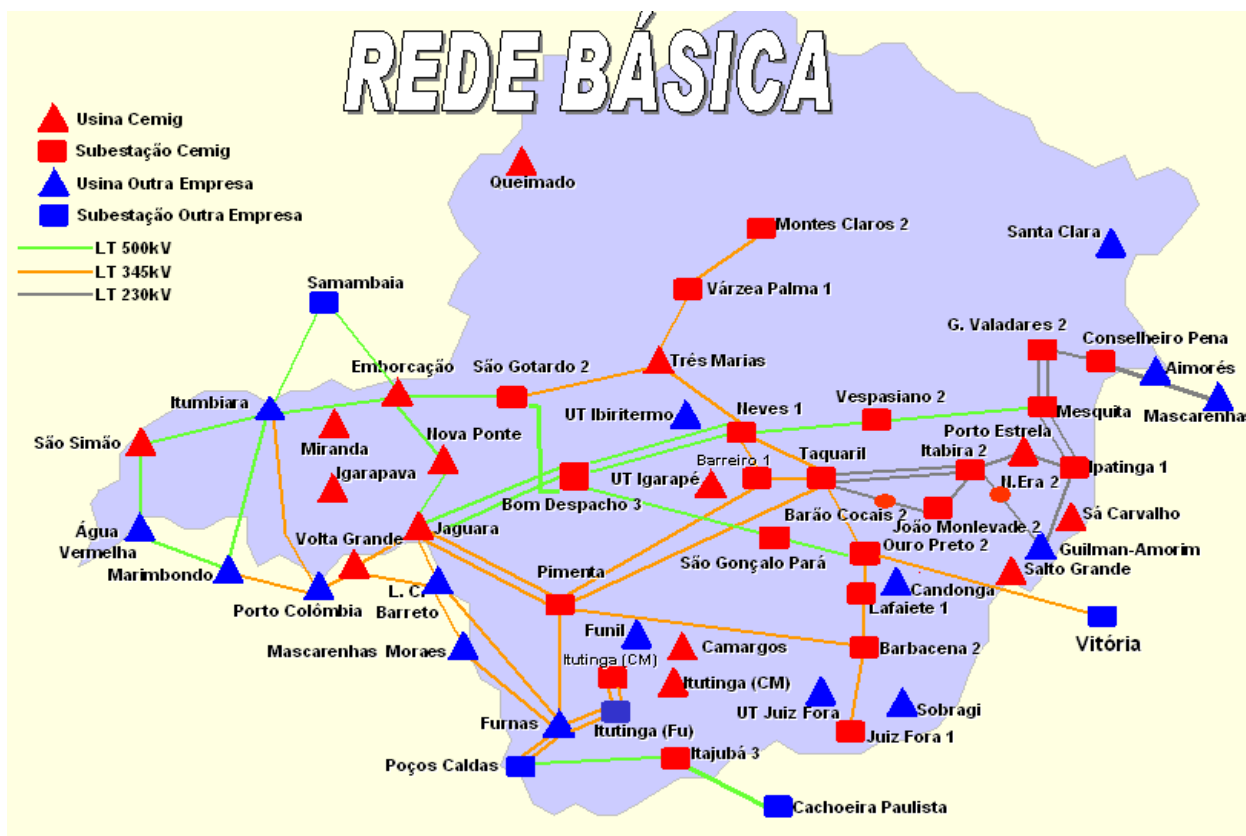 REDE BÁSICA
Usina Cemig
Subestação Cemig
Usina Outra Empresa
Subestação Outra Empresa
LT 500kV
LT 345kV
LT 230kV
Queimado
Montes Claros 2
Santa Clara
Samambaia
Várzea Palma 1
G. Valadares 2
Conselheiro Pena
Emborcação
São Gotardo 2
Três Marias
Aimorés
Itumbiara
UT Ibiritermo
Neves 1
Vespasiano 2
Mesquita
Mascarenhas
São Simão
Miranda
Nova Ponte
Porto Estrela
Igarapava
UT Igarapé
Barreiro 1
Taquaril
Itabira 2
Ipatinga 1
N.Era 2
Bom Despacho 3
Barão Cocais 2
João Monlevade 2
Sá Carvalho
Água
Vermelha
Volta Grande
Jaguara
São Gonçalo Pará
Ouro Preto 2
Guilman-Amorim
Salto Grande
Marimbondo
Porto Colômbia
L. C.
Barreto
Pimenta
Candonga
Lafaiete 1
Vitória
Funil
Mascarenhas Moraes
Itutinga (CM)
Camargos
Barbacena 2
Itutinga (CM)
UT Juiz Fora
Sobragi
Furnas
Itutinga (Fu)
Juiz Fora 1
Poços Caldas
Itajubá 3
Cachoeira Paulista